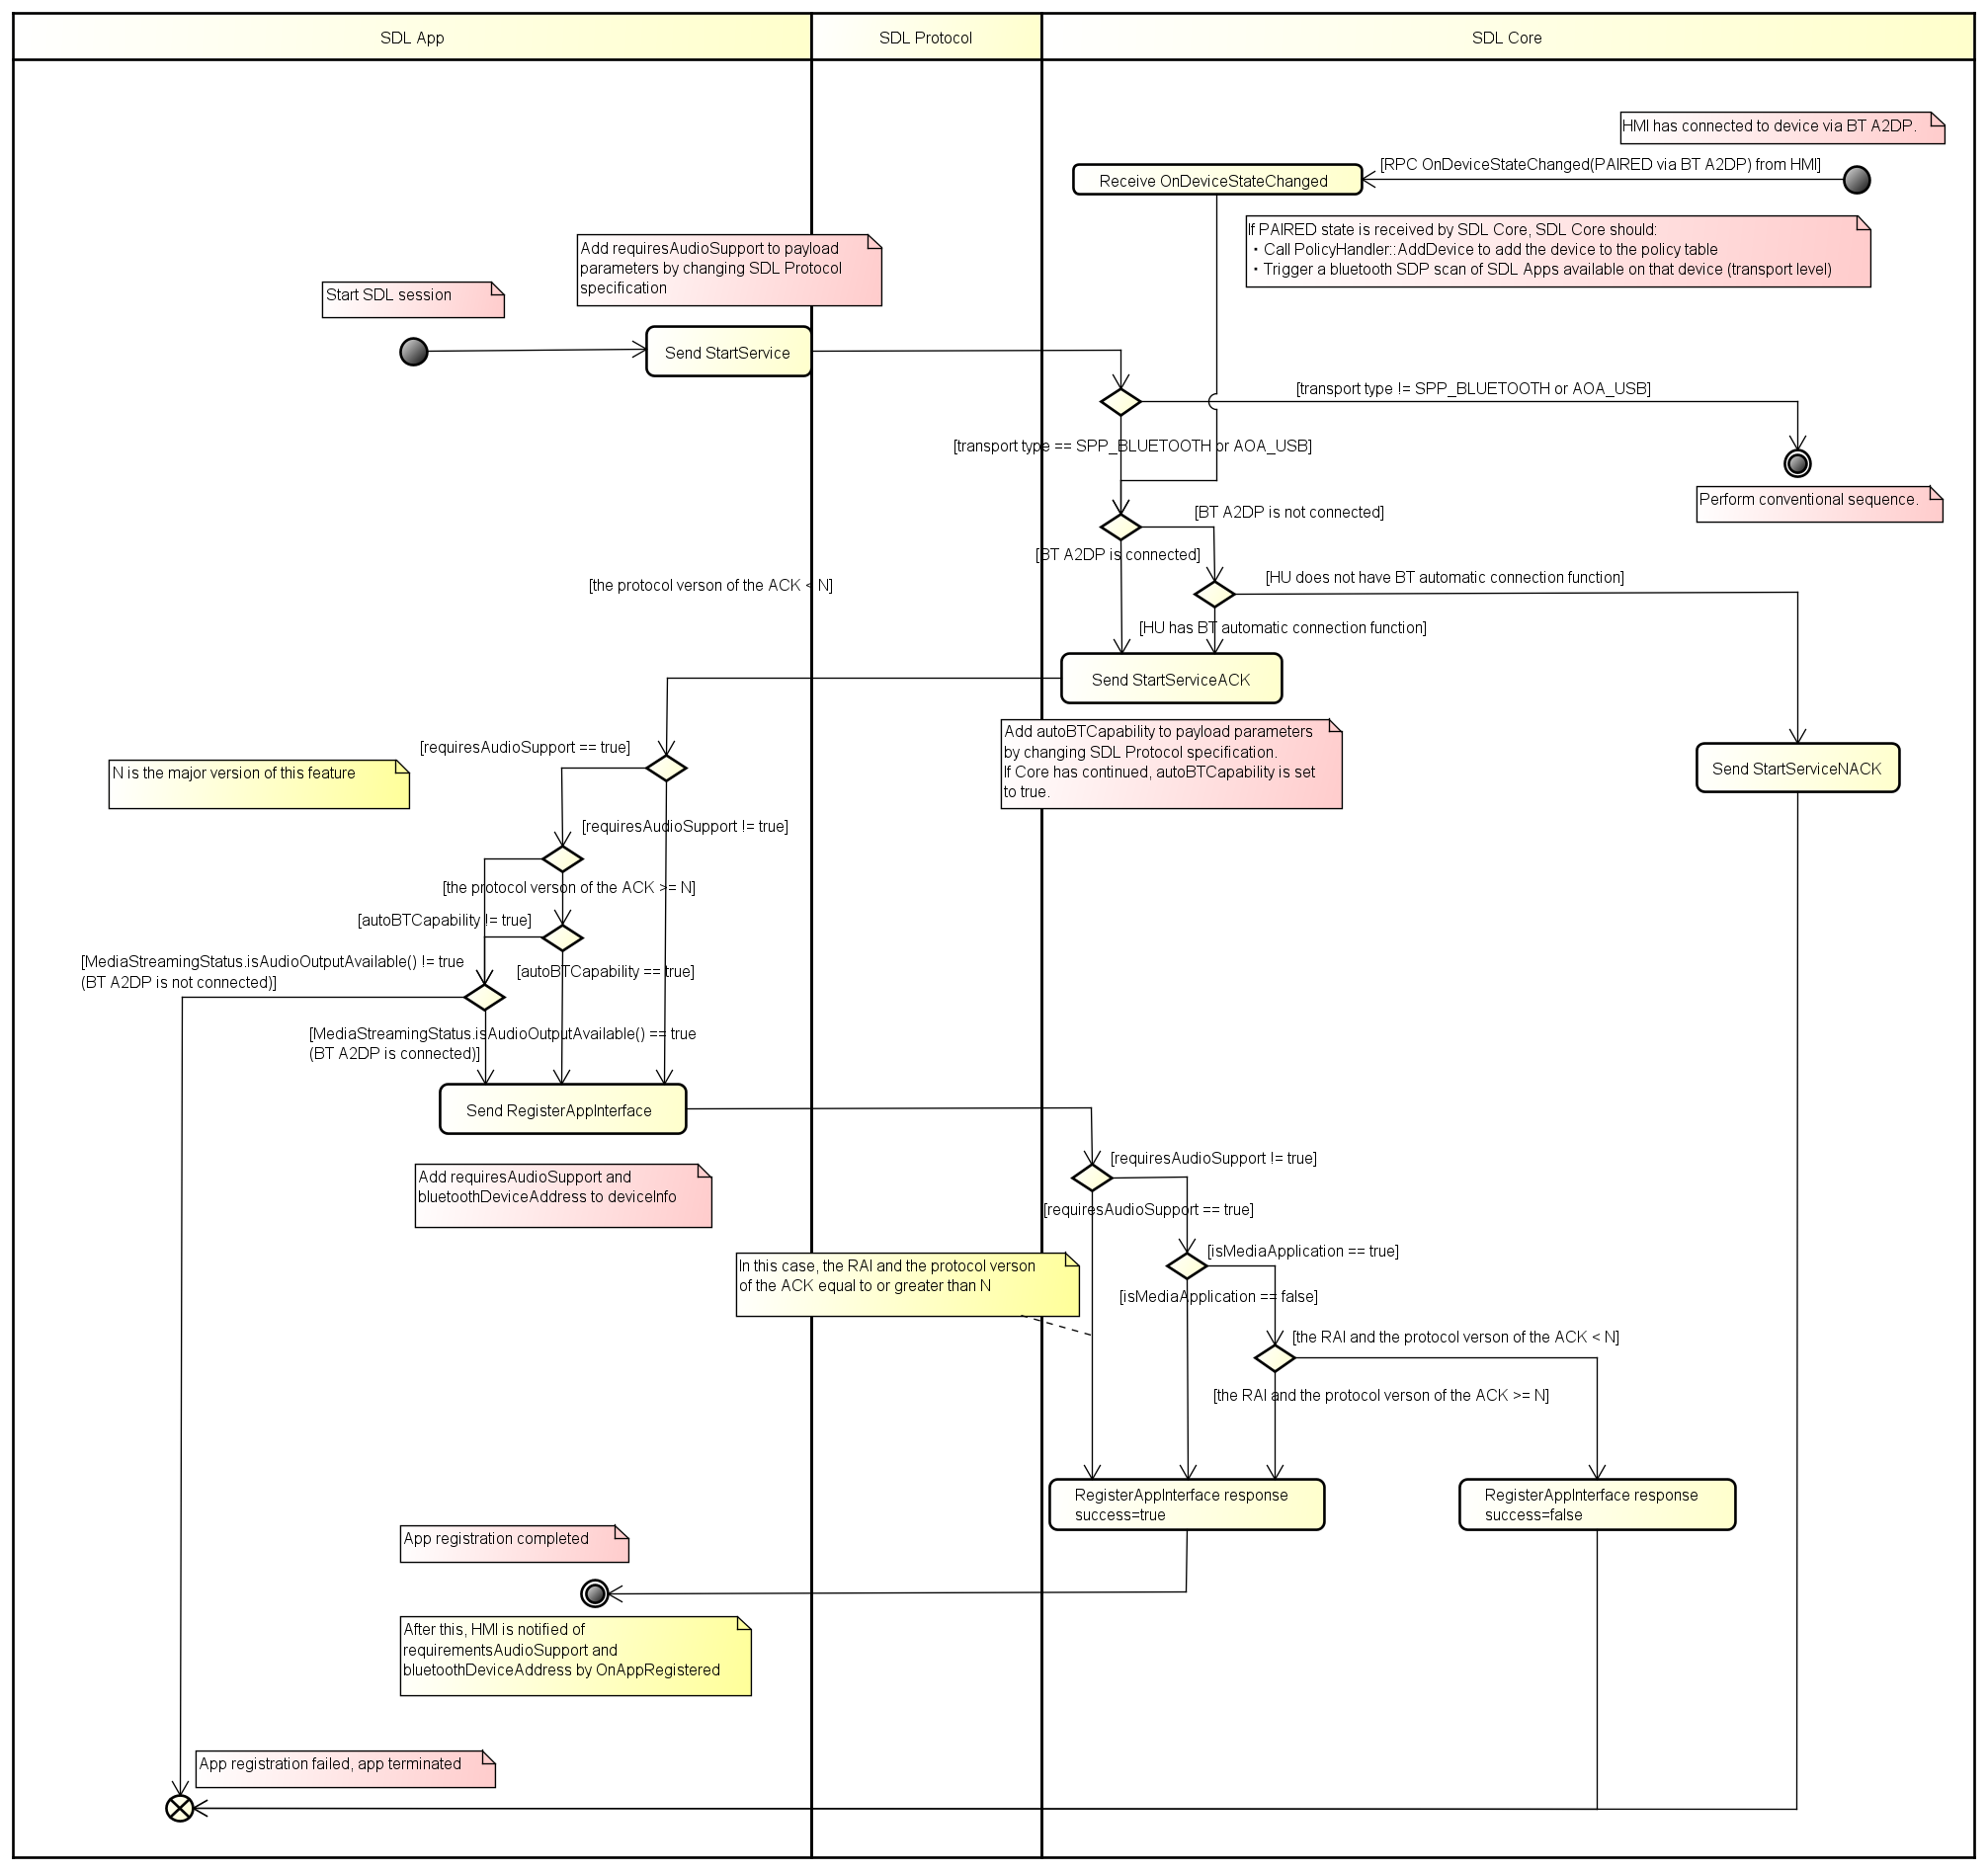 SDL App
SDL Protocol
SDL Core
HMI has connected to device via BT A2DP.
[RPC OnDeviceStateChanged(PAIRED via BT A2DP) from HMI]
Receive OnDeviceStateChanged
If PAIRED state is received by SDL Core, SDL Core should:
・Call PolicyHandler::AddDevice to add the device to the policy table
・Trigger a bluetooth SDP scan of SDL Apps available on that device (transport level)
Add requiresAudioSupport to payload
parameters by changing SDL Protocol
specification
Start SDL session
Send StartService
[transport type != SPP_BLUETOOTH or AOA_USB]
[transport type == SPP_BLUETOOTH or AOA_USB]
Perform conventional sequence.
[BT A2DP is not connected]
[BT A2DP is connected]
[the protocol verson of the ACK < N]
[HU does not have BT automatic connection function]
[HU has BT automatic connection function]
Send StartServiceACK
Add autoBTCapability to payload parameters
by changing SDL Protocol specification.
If Core has continued, autoBTCapability is set
to true.
Send StartServiceNACK
[requiresAudioSupport == true]
N is the major version of this feature
[requiresAudioSupport != true]
[the protocol verson of the ACK >= N]
[autoBTCapability != true]
[MediaStreamingStatus.isAudioOutputAvailable() != true
(BT A2DP is not connected)]
[autoBTCapability == true]
[MediaStreamingStatus.isAudioOutputAvailable() == true
(BT A2DP is connected)]
Send RegisterAppInterface
Add requiresAudioSupport and
bluetoothDeviceAddress to deviceInfo
[requiresAudioSupport != true]
[requiresAudioSupport == true]
[isMediaApplication == true]
In this case, the RAI and the protocol verson
of the ACK equal to or greater than N
[isMediaApplication == false]
[the RAI and the protocol verson of the ACK < N]
[the RAI and the protocol verson of the ACK >= N]
RegisterAppInterface response
success=true
RegisterAppInterface response
success=false
App registration completed
After this, HMI is notified of
requirementsAudioSupport and
bluetoothDeviceAddress by OnAppRegistered
App registration failed, app terminated